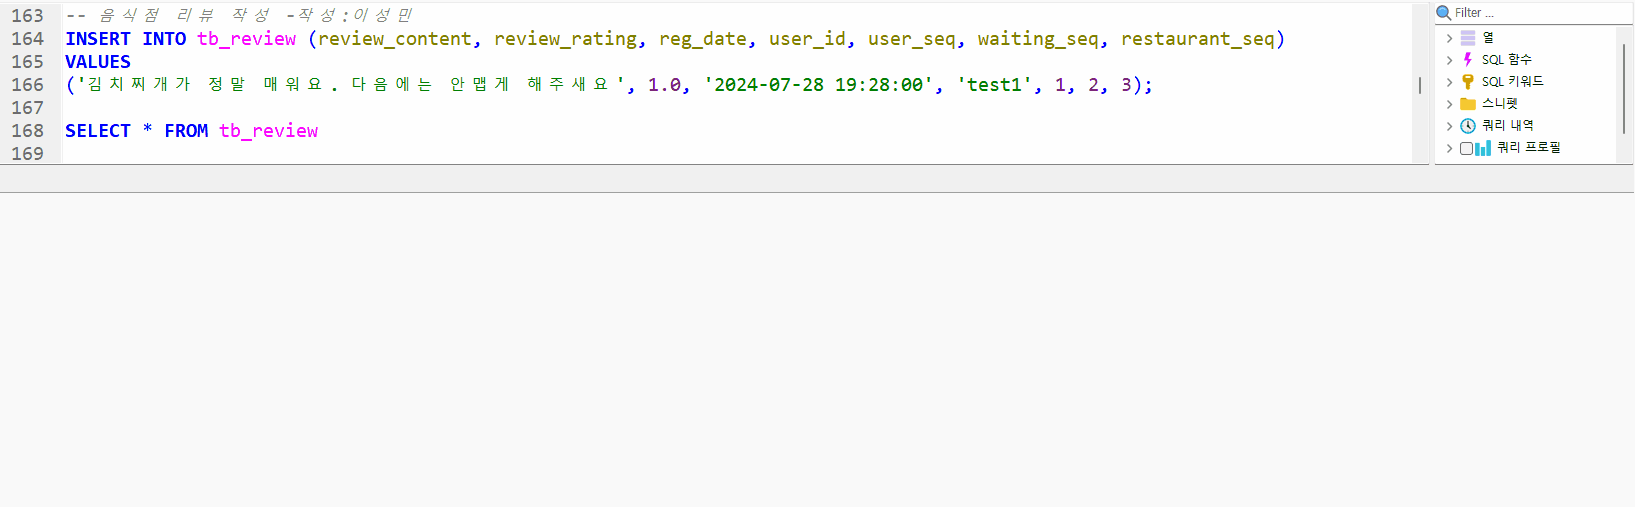 163 -- 음식점 리뷰 작성 -작성:이성민
164 INSERT INTO tb_review (review_content, review_rating, reg_date, user_id, user_seq, waiting_seq, restaurant_seq)
165 VALUES
166 ('김치찌개가 정말 매워요. 다음에는 안맵게 해주새요', 1.0, '2024-07-28 19:28:00', 'test1', 1, 2, 3);
167
168 SELECT * FROM tb_review
169
Filter ...
열
SQL 함수
SQL 키워드
스니펫
쿼리 내역
쿼리 프로필